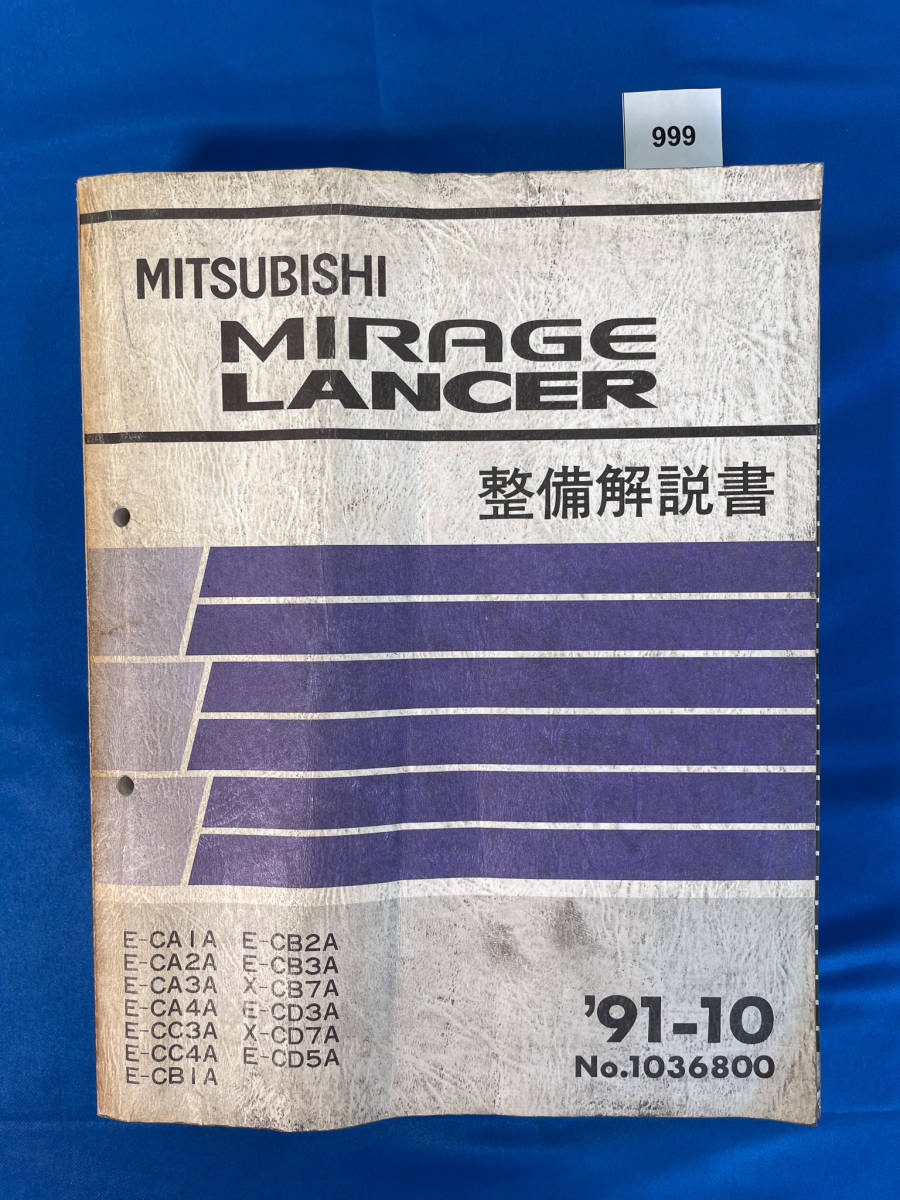 999
MITSUBISHI
MIRAGE
LANCER
整備解説書
E-CA1A E-CB2A
E-CA2A E-CB3A
E-CA3A X-CB7A
E-CA4A E-CD3A
E-CC3A X-CD7A
E-CC4A E-CD5A
E-CB1A
'91-10
No.1036800